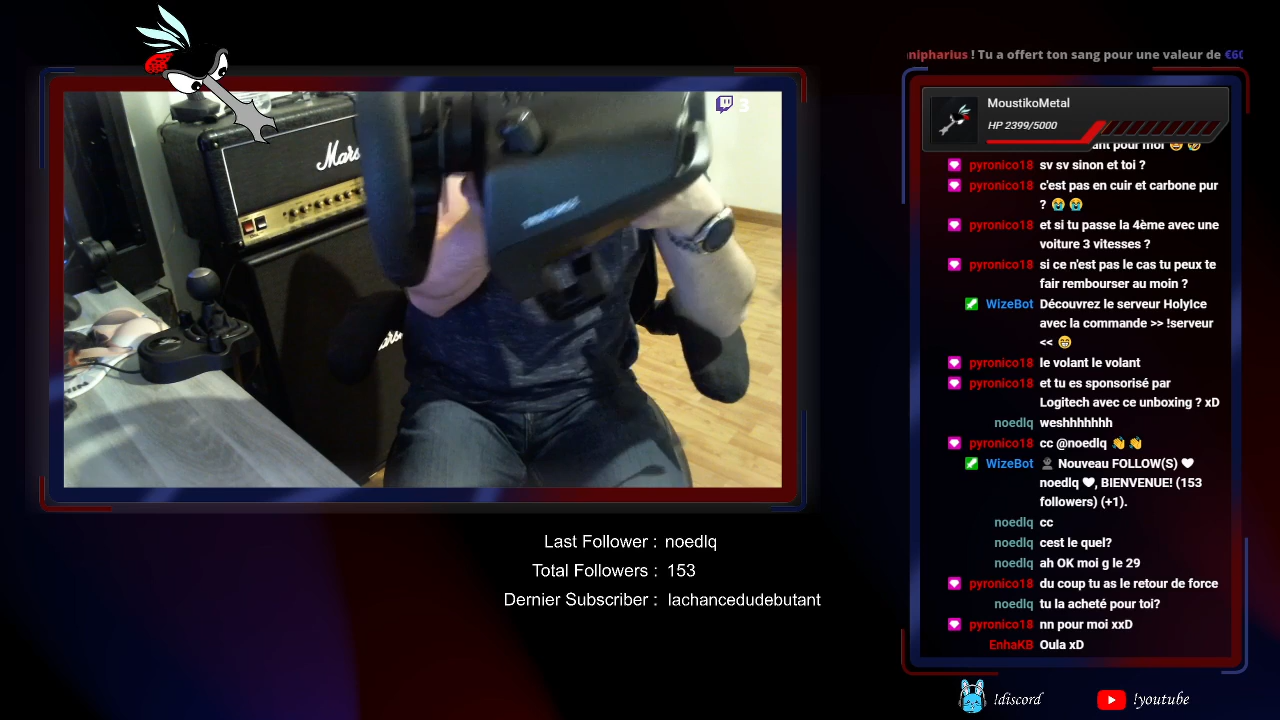 nipharius ! Tu a offert ton sang pour une valeur de €60
3
MoustikoMetal
HP 2399/5000
ant pour moi 😄 🤣
pyronico18 sv sv sinon et toi ?
pyronico18 c'est pas en cuir et carbone pur
? 😭 😭
pyronico18 et si tu passe la 4ème avec une
voiture 3 vitesses ?
pyronico18 si ce n'est pas le cas tu peux te
fair rembourser au moin ?
WizeBot Découvrez le serveur HolyIce
avec la commande >> !serveur
<< 😁
pyronico18 le volant le volant
pyronico18 et tu es sponsorisé par
Logitech avec ce unboxing ? xD
noedlq weshhhhhhh
pyronico18 cc @noedlq 👏 👏
WizeBot 👤 Nouveau FOLLOW(S) 🤍
noedlq 🤍, BIENVENUE! (153
followers) (+1).
noedlq cc
noedlq cest le quel?
noedlq ah OK moi g le 29
pyronico18 du coup tu as le retour de force
noedlq tu la acheté pour toi?
pyronico18 nn pour moi xxD
EnhaKB Oula xD
Last Follower : noedlq
Total Followers : 153
Dernier Subscriber : lachancedudebutant
!discord
!youtube
Mars